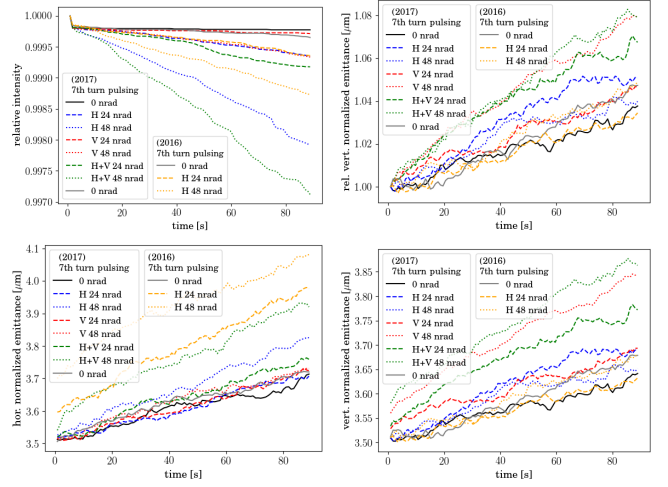 1.0000
0.9995
0.9990
0.9985
0.9980
0.9975
0.9970
relative intensity
(2017)
7th turn pulsing
0 nrad
H 24 nrad
H 48 nrad
V 24 nrad
V 48 nrad
H+V 24 nrad
H+V 48 nrad
0 nrad
(2016)
7th turn pulsing
0 nrad
H 24 nrad
H 48 nrad
0 20 40 60 80
time [s]
1.08
1.06
1.04
1.02
1.00
rel. vert. normalized emittance [μm]
(2017)
7th turn pulsing
0 nrad
H 24 nrad
H 48 nrad
V 24 nrad
V 48 nrad
H+V 24 nrad
H+V 48 nrad
0 nrad
(2016)
7th turn pulsing
0 nrad
H 24 nrad
H 48 nrad
0 20 40 60 80
time [s]
4.1
4.0
3.9
3.8
3.7
3.6
3.5
hor. normalized emittance [μm]
(2017)
7th turn pulsing
0 nrad
H 24 nrad
H 48 nrad
V 24 nrad
V 48 nrad
H+V 24 nrad
H+V 48 nrad
(2016)
7th turn pulsing
0 nrad
H 24 nrad
H 48 nrad
0 20 40 60 80
time [s]
3.85
3.80
3.75
3.70
3.65
3.60
3.55
3.50
vert. normalized emittance [μm]
(2017)
7th turn pulsing
0 nrad
H 24 nrad
H 48 nrad
V 24 nrad
V 48 nrad
H+V 24 nrad
H+V 48 nrad
0 nrad
(2016)
7th turn pulsing
0 nrad
H 24 nrad
H 48 nrad
0 20 40 60 80
time [s]